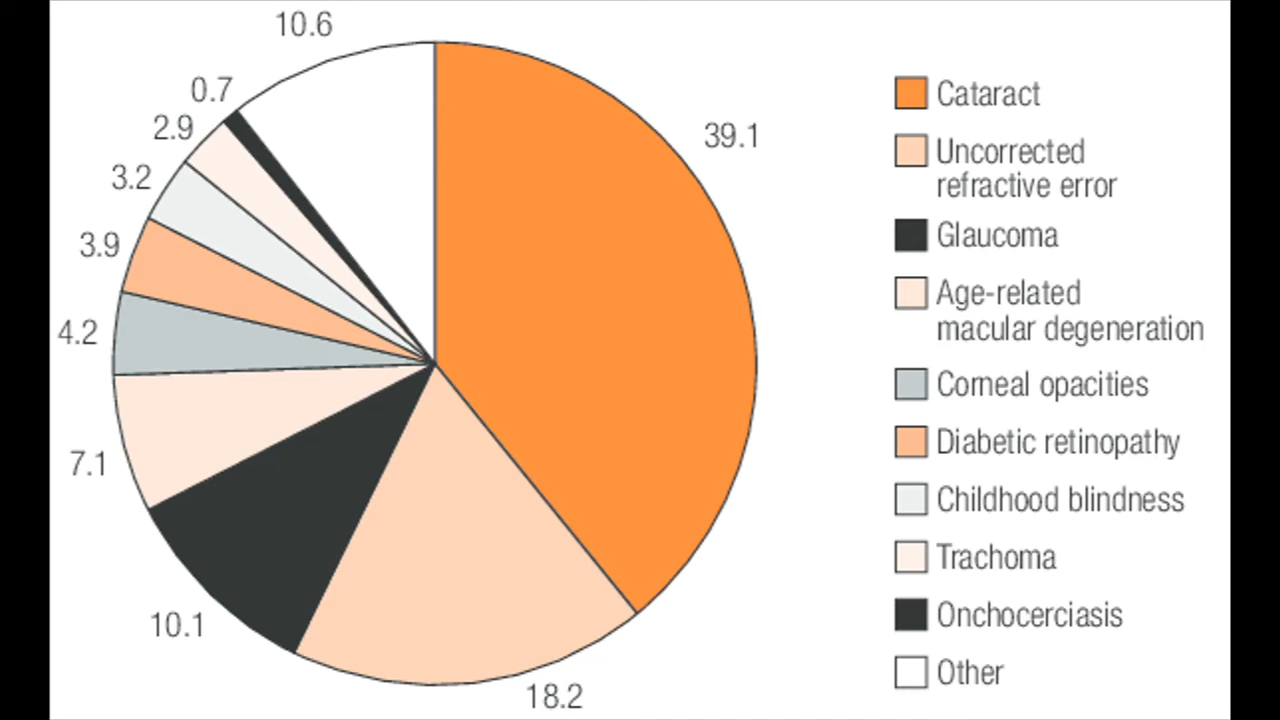 10.6
0.7
2.9
3.2
3.9
4.2
7.1
10.1
18.2
39.1
Cataract
Uncorrected
refractive error
Glaucoma
Age-related
macular degeneration
Corneal opacities
Diabetic retinopathy
Childhood blindness
Trachoma
Onchocerciasis
Other